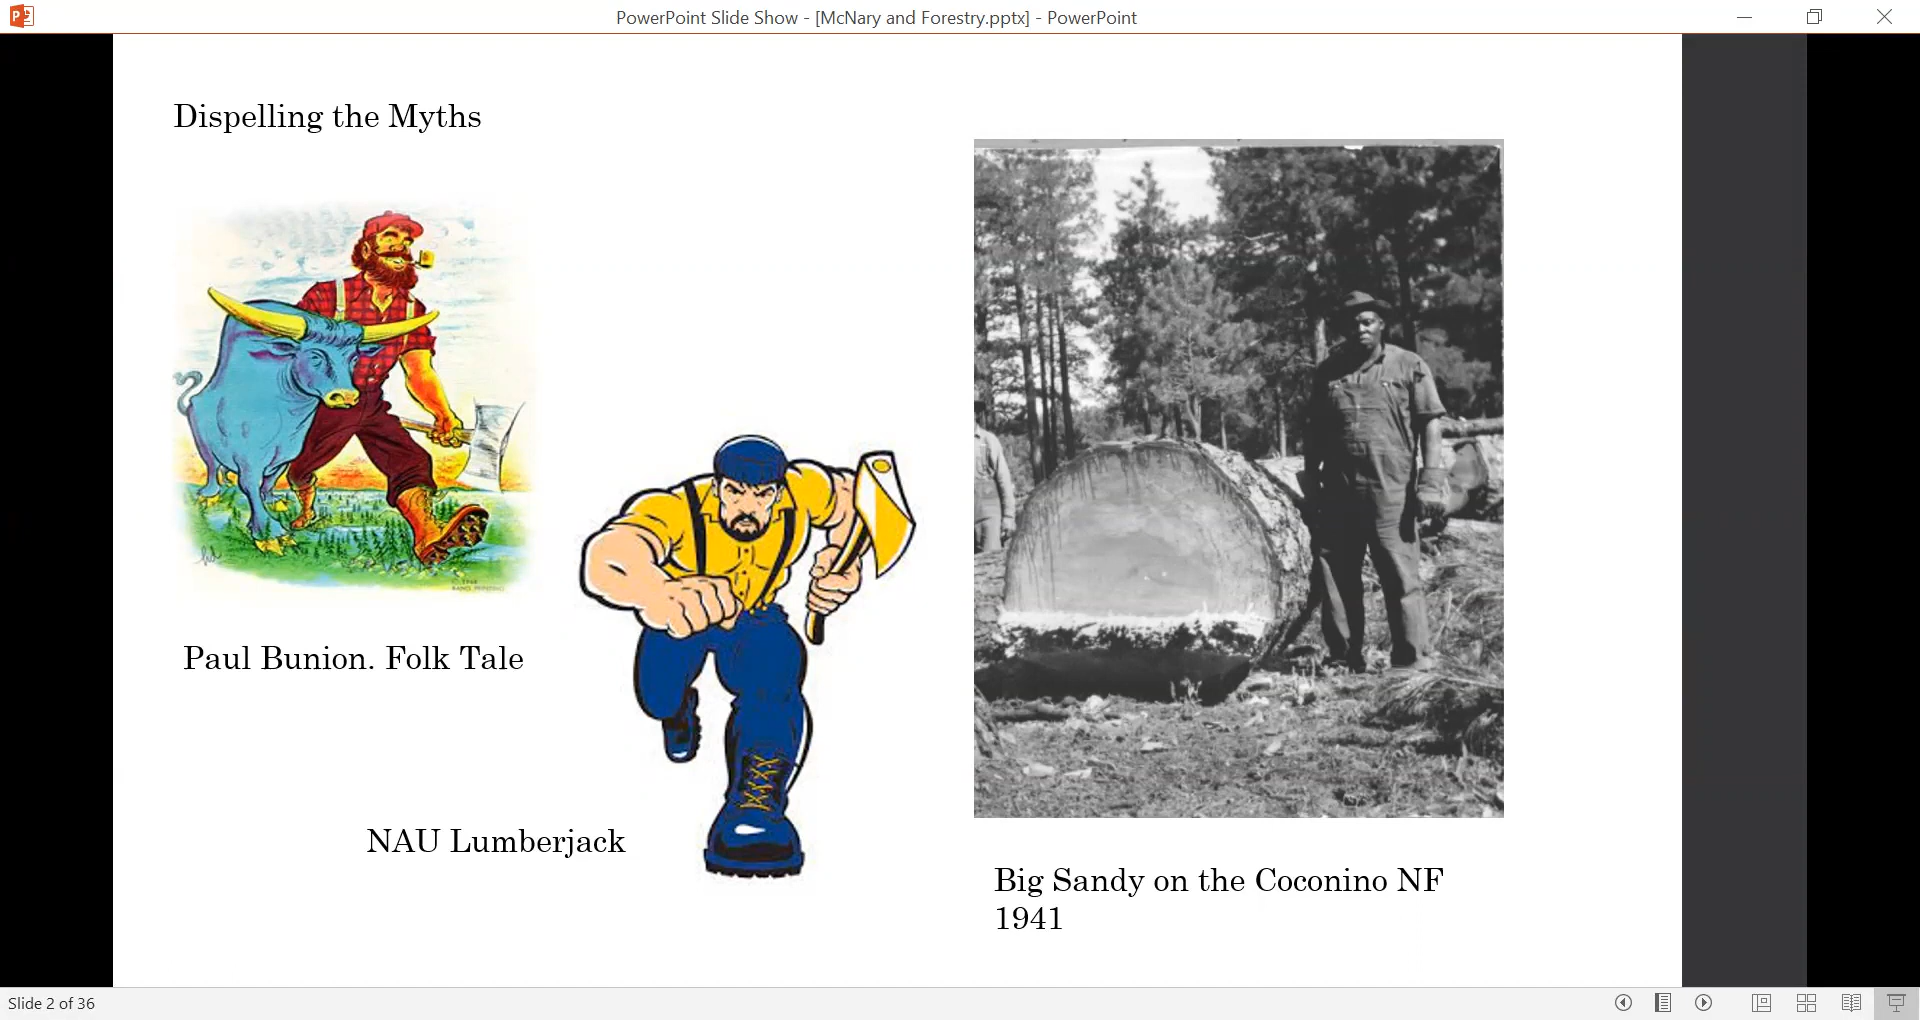 PowerPoint Slide Show - [McNary and Forestry.pptx] - PowerPoint
Dispelling the Myths
Paul Bunion. Folk Tale
NAU Lumberjack
Big Sandy on the Coconino NF
1941
Slide 2 of 36